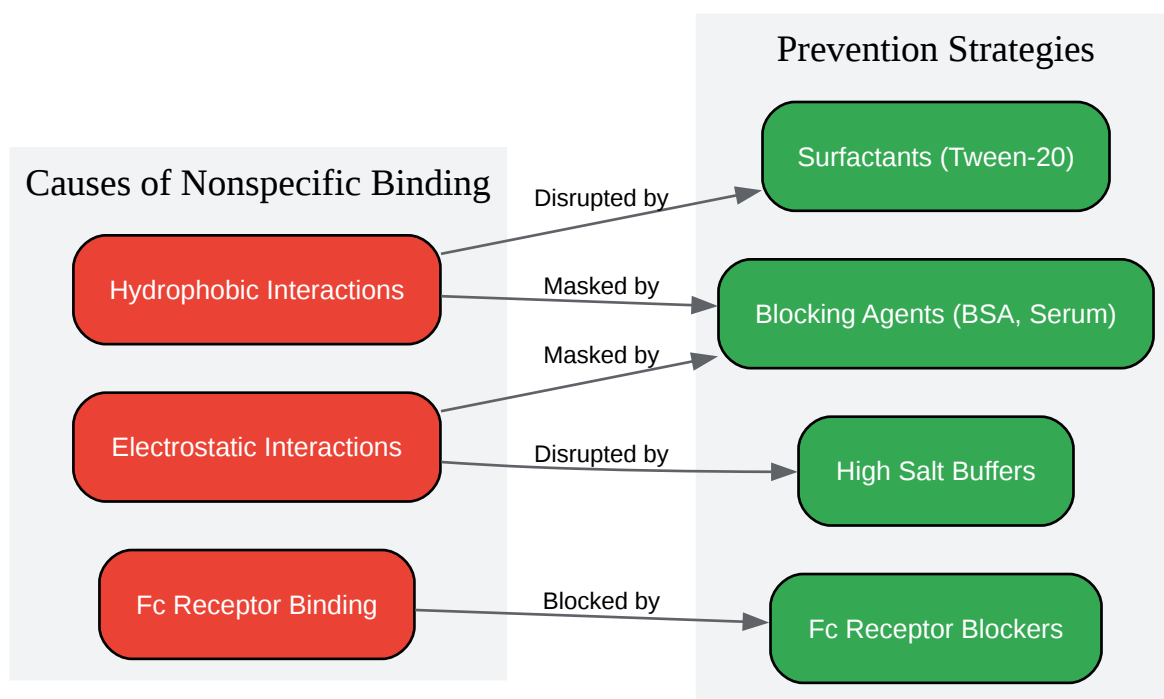 Causes of Nonspecific Binding
Hydrophobic Interactions
Electrostatic Interactions
Fc Receptor Binding
Disrupted by
Masked by
Masked by
Disrupted by
Blocked by
Prevention Strategies
Surfactants (Tween-20)
Blocking Agents (BSA, Serum)
High Salt Buffers
Fc Receptor Blockers